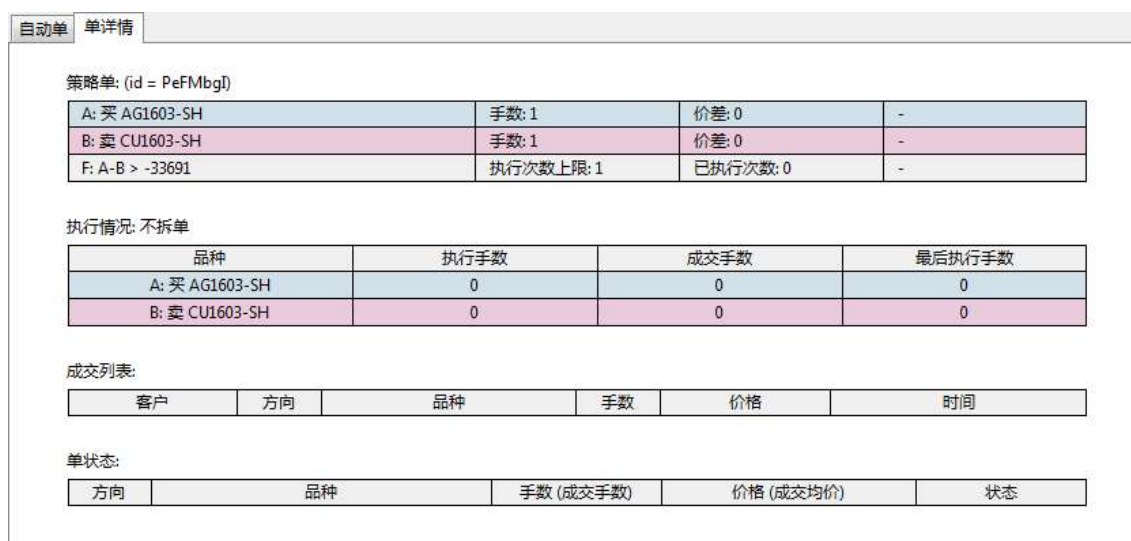 自动单 单详情
策略单: (id = PeFMbgI)
A: 买 AG1603-SH 手数: 1 价差: 0 -
B: 卖 CU1603-SH 手数: 1 价差: 0 -
F: A-B > -33691 执行次数上限: 1 已执行次数: 0 -
执行情况: 不拆单
品种 执行手数 成交手数 最后执行手数
A: 买 AG1603-SH 0 0 0
B: 卖 CU1603-SH 0 0 0
成交列表:
客户 方向 品种 手数 价格 时间
单状态:
方向 品种 手数 (成交手数) 价格 (成交均价) 状态